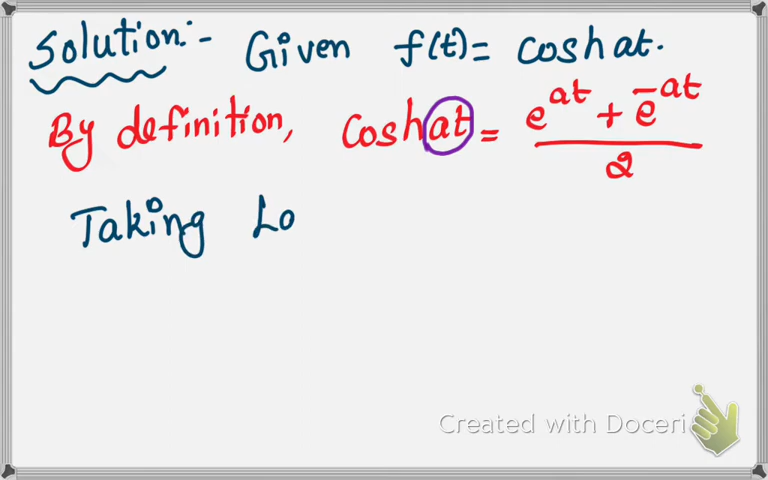 Solution:- Given f(t)= coshat.
By definition, coshat = e^at + e^-at / 2
Taking Lo
Created with Doceri